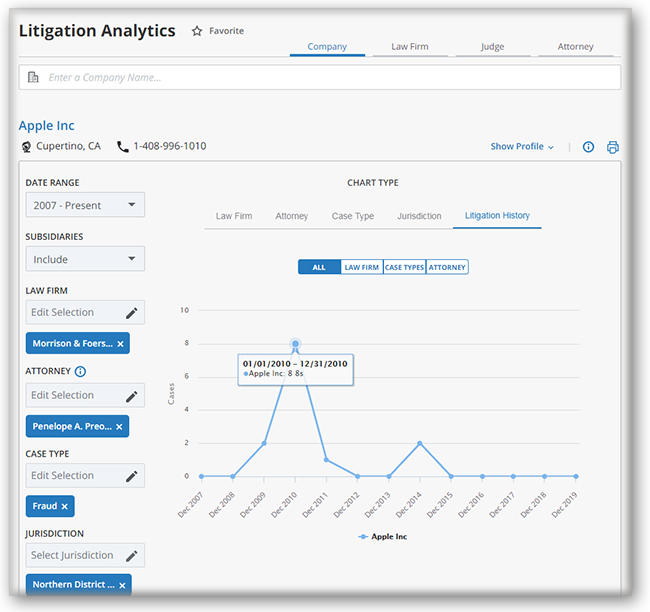 Litigation Analytics
Favorite
Company
Law Firm
Judge
Attorney
Enter a Company Name...
Apple Inc
Cupertino, CA
1-408-996-1010
Show Profile
DATE RANGE
2007 - Present
SUBSIDIARIES
Include
LAW FIRM
Edit Selection
Morrison & Foers... ×
ATTORNEY
Edit Selection
Penelope A. Preo... ×
CASE TYPE
Edit Selection
Fraud ×
JURISDICTION
Select Jurisdiction
Northern District ... ×
CHART TYPE
Law Firm
Attorney
Case Type
Jurisdiction
Litigation History
ALL
LAW FIRM
CASE TYPES
ATTORNEY
10
8
6
4
2
0
Cases
01/01/2010 – 12/31/2010
Apple Inc: 8 8s
Dec 2007
Dec 2008
Dec 2009
Dec 2010
Dec 2011
Dec 2012
Dec 2013
Dec 2014
Dec 2015
Dec 2016
Dec 2017
Dec 2018
Dec 2019
Apple Inc